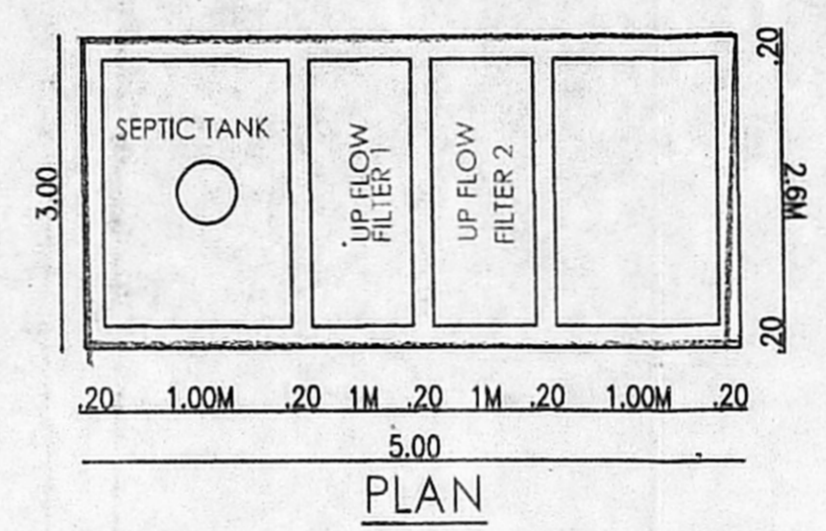 .20
SEPTIC TANK
UP FLOW
FILTER 1
UP FLOW
FILTER 2
3.00
2.6M
.20
.20 1.00M .20 1M .20 1M .20 1.00M .20
5.00
PLAN